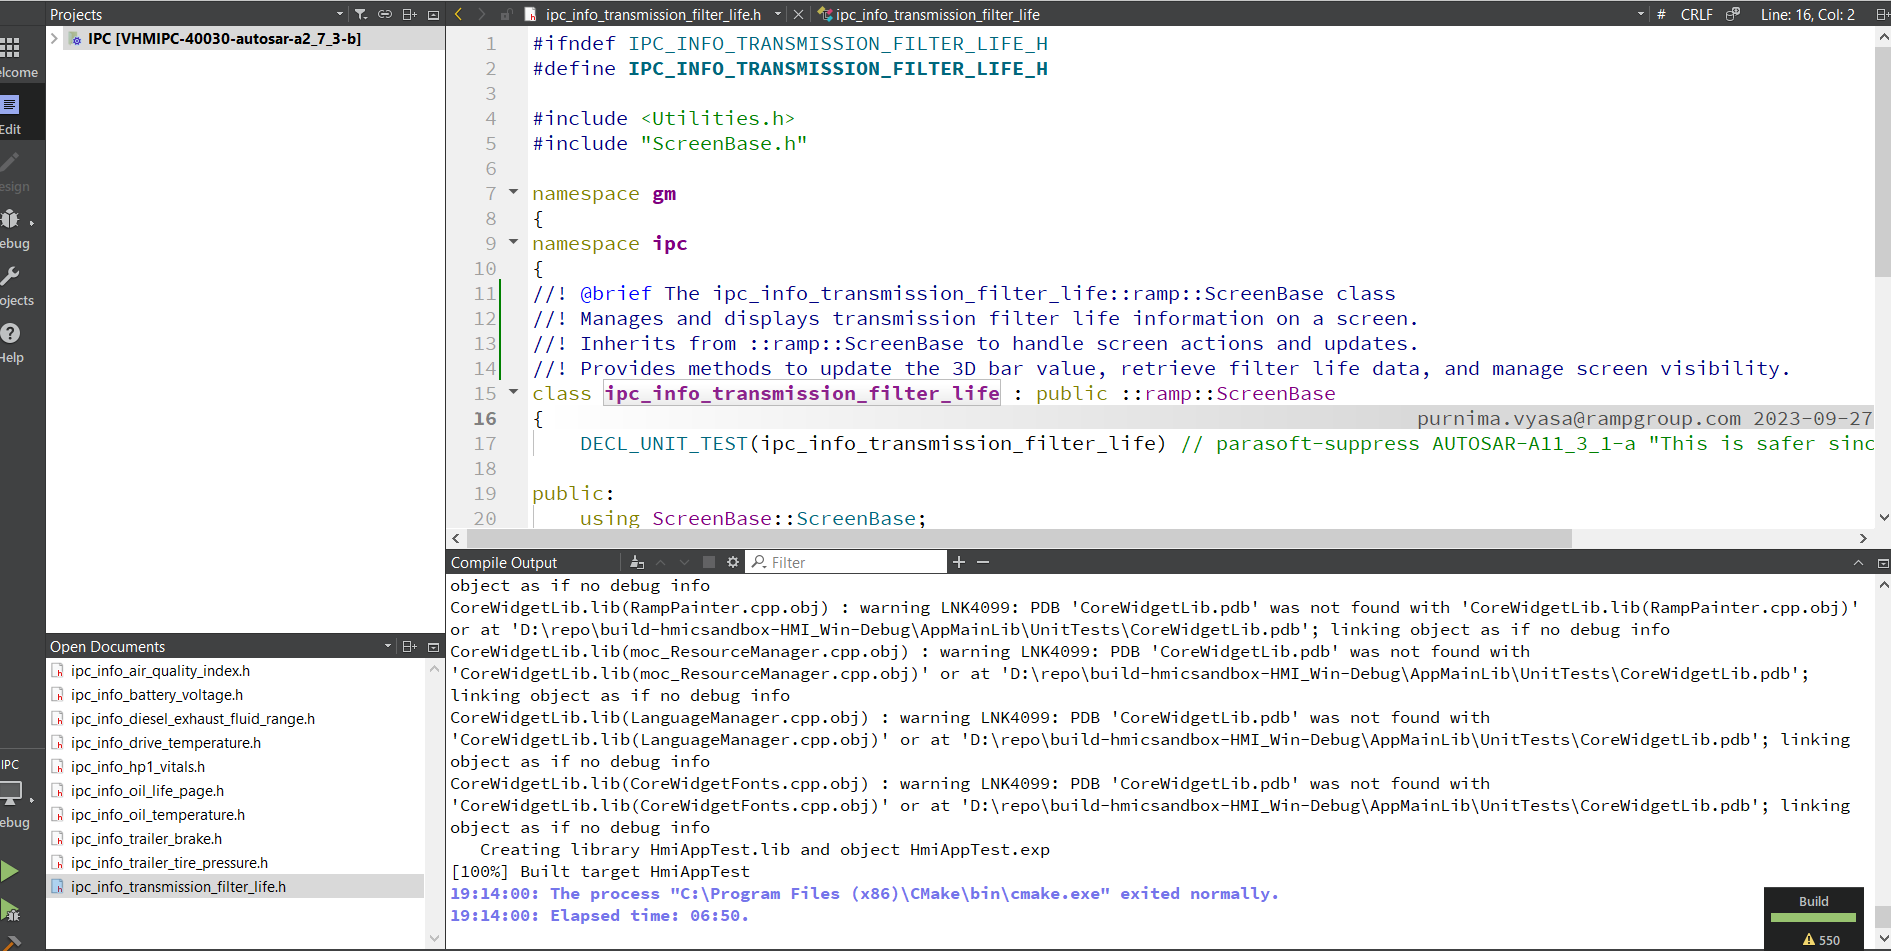 Projects
ipc_info_transmission_filter_life.h
ipc_info_transmission_filter_life
# CRLF Line: 16, Col: 2
IPC [VHMIPC-40030-autosar-a2_7_3-b]
elcome
Edit
esign
ebug
ojects
Help
IPC
ebug
1 #ifndef IPC_INFO_TRANSMISSION_FILTER_LIFE_H
2 #define IPC_INFO_TRANSMISSION_FILTER_LIFE_H
3
4 #include <Utilities.h>
5 #include "ScreenBase.h"
6
7 namespace gm
8 {
9 namespace ipc
10 {
11 //! @brief The ipc_info_transmission_filter_life::ramp::ScreenBase class
12 //! Manages and displays transmission filter life information on a screen.
13 //! Inherits from ::ramp::ScreenBase to handle screen actions and updates.
14 //! Provides methods to update the 3D bar value, retrieve filter life data, and manage screen visibility.
15 class ipc_info_transmission_filter_life : public ::ramp::ScreenBase
16 { purnima.vyasa@rampgroup.com 2023-09-27
17 DECL_UNIT_TEST(ipc_info_transmission_filter_life) // parasoft-suppress AUTOSAR-A11_3_1-a "This is safer sinc
18
19 public:
20 using ScreenBase::ScreenBase;
Open Documents
ipc_info_air_quality_index.h
ipc_info_battery_voltage.h
ipc_info_diesel_exhaust_fluid_range.h
ipc_info_drive_temperature.h
ipc_info_hp1_vitals.h
ipc_info_oil_life_page.h
ipc_info_oil_temperature.h
ipc_info_trailer_brake.h
ipc_info_trailer_tire_pressure.h
ipc_info_transmission_filter_life.h
Compile Output
Filter
object as if no debug info
CoreWidgetLib.lib(RampPainter.cpp.obj) : warning LNK4099: PDB 'CoreWidgetLib.pdb' was not found with 'CoreWidgetLib.lib(RampPainter.cpp.obj)'
or at 'D:\repo\build-hmicsandbox-HMI_Win-Debug\AppMainLib\UnitTests\CoreWidgetLib.pdb'; linking object as if no debug info
CoreWidgetLib.lib(moc_ResourceManager.cpp.obj) : warning LNK4099: PDB 'CoreWidgetLib.pdb' was not found with
'CoreWidgetLib.lib(moc_ResourceManager.cpp.obj)' or at 'D:\repo\build-hmicsandbox-HMI_Win-Debug\AppMainLib\UnitTests\CoreWidgetLib.pdb';
linking object as if no debug info
CoreWidgetLib.lib(LanguageManager.cpp.obj) : warning LNK4099: PDB 'CoreWidgetLib.pdb' was not found with
'CoreWidgetLib.lib(LanguageManager.cpp.obj)' or at 'D:\repo\build-hmicsandbox-HMI_Win-Debug\AppMainLib\UnitTests\CoreWidgetLib.pdb'; linking
object as if no debug info
CoreWidgetLib.lib(CoreWidgetFonts.cpp.obj) : warning LNK4099: PDB 'CoreWidgetLib.pdb' was not found with
'CoreWidgetLib.lib(CoreWidgetFonts.cpp.obj)' or at 'D:\repo\build-hmicsandbox-HMI_Win-Debug\AppMainLib\UnitTests\CoreWidgetLib.pdb'; linking
object as if no debug info
Creating library HmiAppTest.lib and object HmiAppTest.exp
[100%] Built target HmiAppTest
19:14:00: The process "C:\Program Files (x86)\CMake\bin\cmake.exe" exited normally.
19:14:00: Elapsed time: 06:50.
Build
550